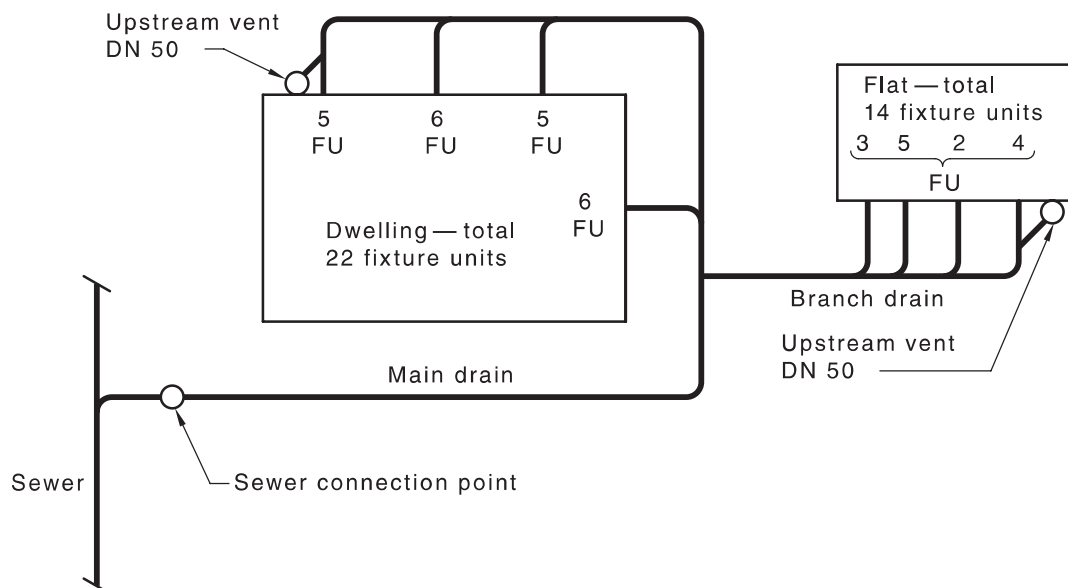 Upstream vent
DN 50
5 6 5
FU FU FU
6
FU
Dwelling — total
22 fixture units
Flat — total
14 fixture units
3 5 2 4
FU
Branch drain
Upstream vent
DN 50
Main drain
Sewer
Sewer connection point